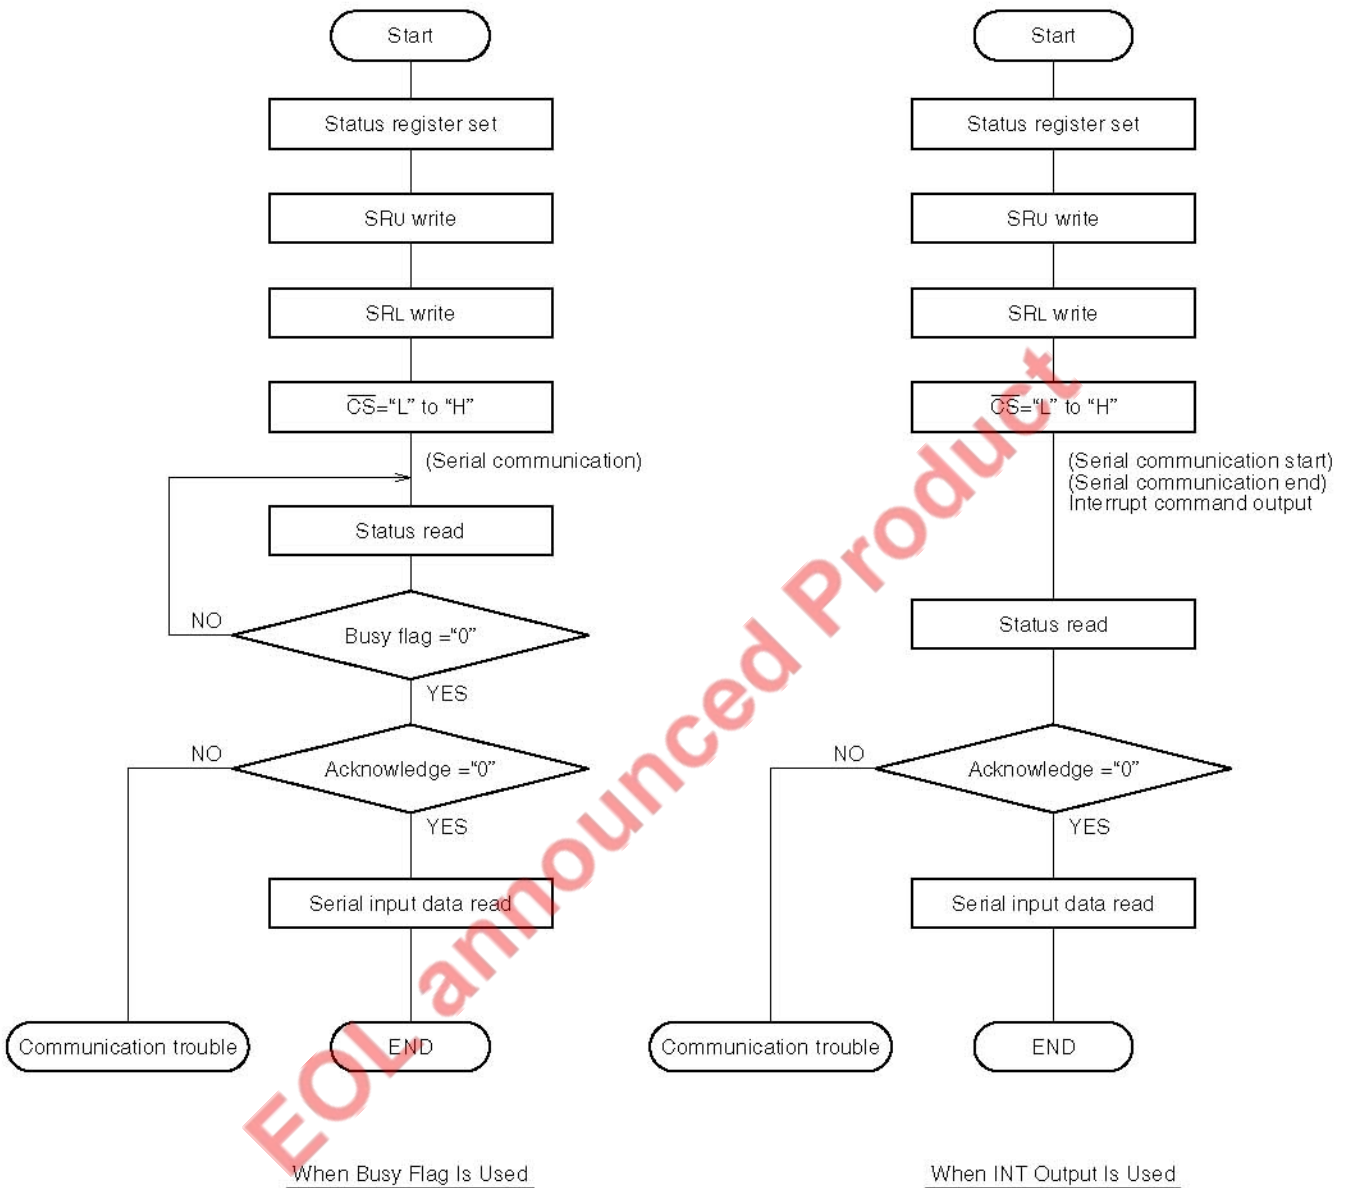 Start
Status register set
SRU write
SRL write
CS="L" to "H"
(Serial communication)
Status read
NO
Busy flag ="0"
YES
NO
Acknowledge ="0"
YES
Serial input data read
Communication trouble
END
When Busy Flag Is Used
Start
Status register set
SRU write
SRL write
CS="L" to "H"
(Serial communication start)
(Serial communication end)
Interrupt command output
Status read
NO
Acknowledge ="0"
YES
Serial input data read
Communication trouble
END
When INT Output Is Used
EOL announced Product